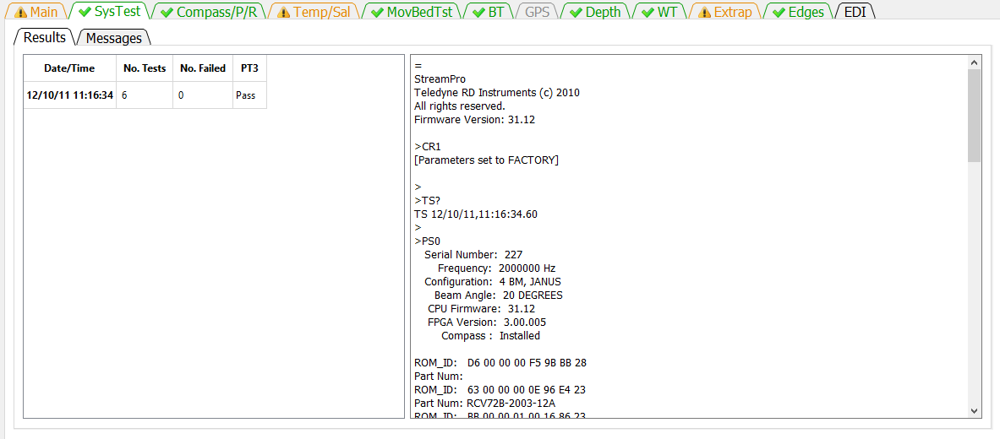 Main SysTest Compass/P/R Temp/Sal MovBedTst BT GPS Depth WT Extrap Edges EDI
Results Messages
Date/Time No. Tests No. Failed PT3
12/10/11 11:16:34 6 0 Pass
=
StreamPro
Teledyne RD Instruments (c) 2010
All rights reserved.
Firmware Version: 31.12
>CR1
[Parameters set to FACTORY]
>
>TS?
TS 12/10/11,11:16:34.60
>
>PS0
Serial Number: 227
Frequency: 2000000 Hz
Configuration: 4 BM, JANUS
Beam Angle: 20 DEGREES
CPU Firmware: 31.12
FPGA Version: 3.00.005
Compass : Installed
ROM_ID: D6 00 00 00 F5 9B BB 28
Part Num:
ROM_ID: 63 00 00 00 0E 96 E4 23
Part Num: RCV72B-2003-12A
ROM_ID: BB 00 00 01 00 16 86 23